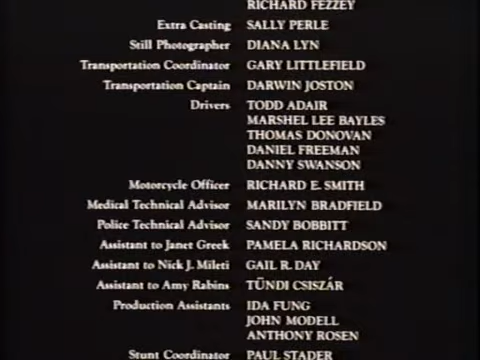 RICHARD FEZZEY
Extra Casting SALLY PERLE
Still Photographer DIANA LYN
Transportation Coordinator GARY LITTLEFIELD
Transportation Captain DARWIN JOSTON
Drivers TODD ADAIR
MARSHEL LEE BAYLES
THOMAS DONOVAN
DANIEL FREEMAN
DANNY SWANSON
Motorcycle Officer RICHARD E. SMITH
Medical Technical Advisor MARILYN BRADFIELD
Police Technical Advisor SANDY BOBBITT
Assistant to Janet Greek PAMELA RICHARDSON
Assistant to Nick J. Mileti GAIL R. DAY
Assistant to Amy Rabins TÜNDI CSISZÁR
Production Assistants IDA FUNG
JOHN MODELL
ANTHONY ROSEN
Stunt Coordinator PAUL STADER